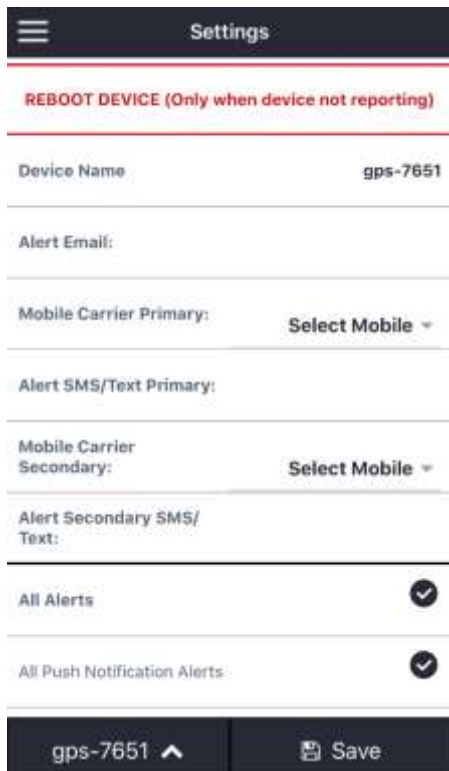 Settings
REBOOT DEVICE (Only when device not reporting)
Device Name gps-7651
Alert Email:
Mobile Carrier Primary: Select Mobile
Alert SMS/Text Primary:
Mobile Carrier
Secondary: Select Mobile
Alert Secondary SMS/
Text:
All Alerts
All Push Notification Alerts
gps-7651 Save